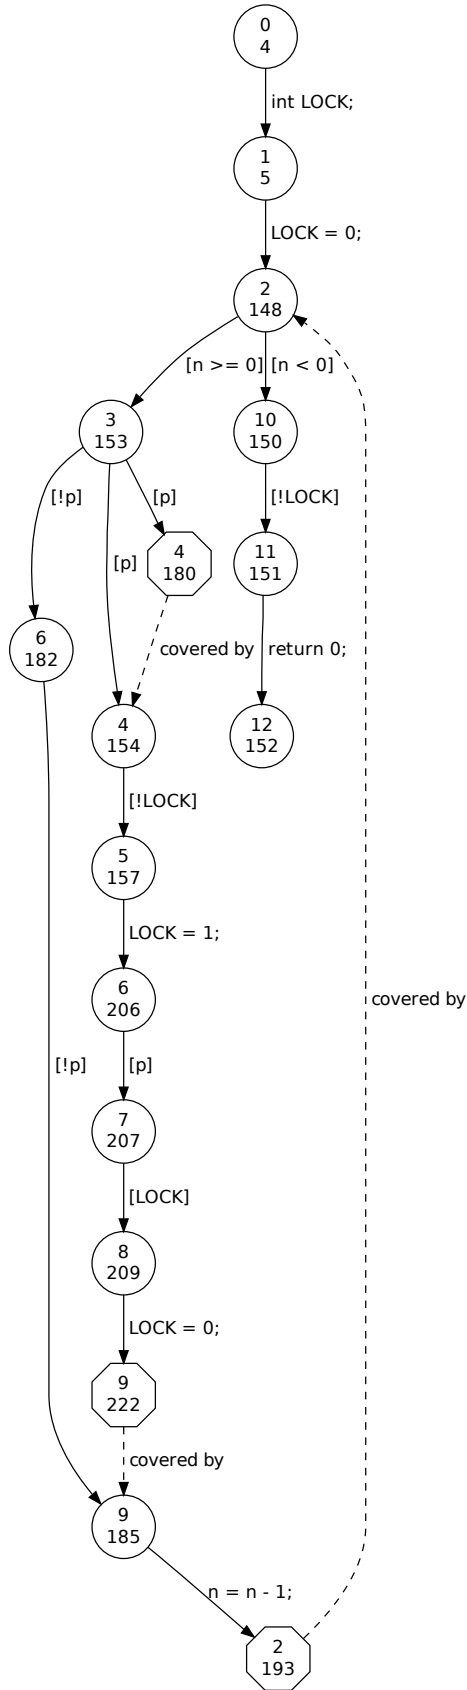 0
4
int LOCK;
1
5
LOCK = 0;
2
148
[n >= 0]
[n < 0]
3
153
10
150
[!p]
[p]
[p]
[!LOCK]
4
180
11
151
6
182
covered by
return 0;
4
154
12
152
[!LOCK]
5
157
LOCK = 1;
6
206
covered by
[!p]
[p]
7
207
[LOCK]
8
209
LOCK = 0;
9
222
covered by
9
185
n = n - 1;
2
193